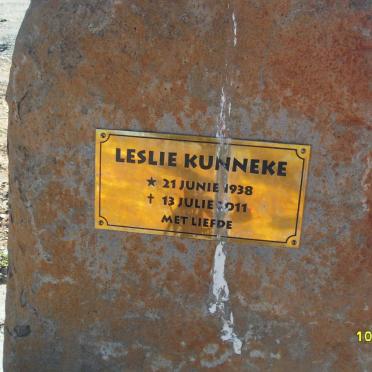 LESLIE KUNNEKE
★ 21 JUNIE 1938
† 13 JULIE 2011
MET LIEFDE
10